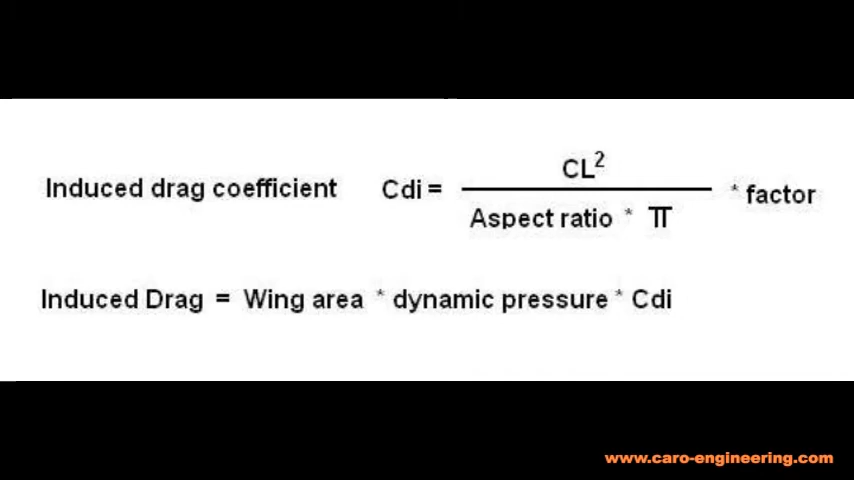 Induced drag coefficient Cdi = CL² / Aspect ratio * π * factor
Induced Drag = Wing area * dynamic pressure * Cdi
www.caro-engineering.com